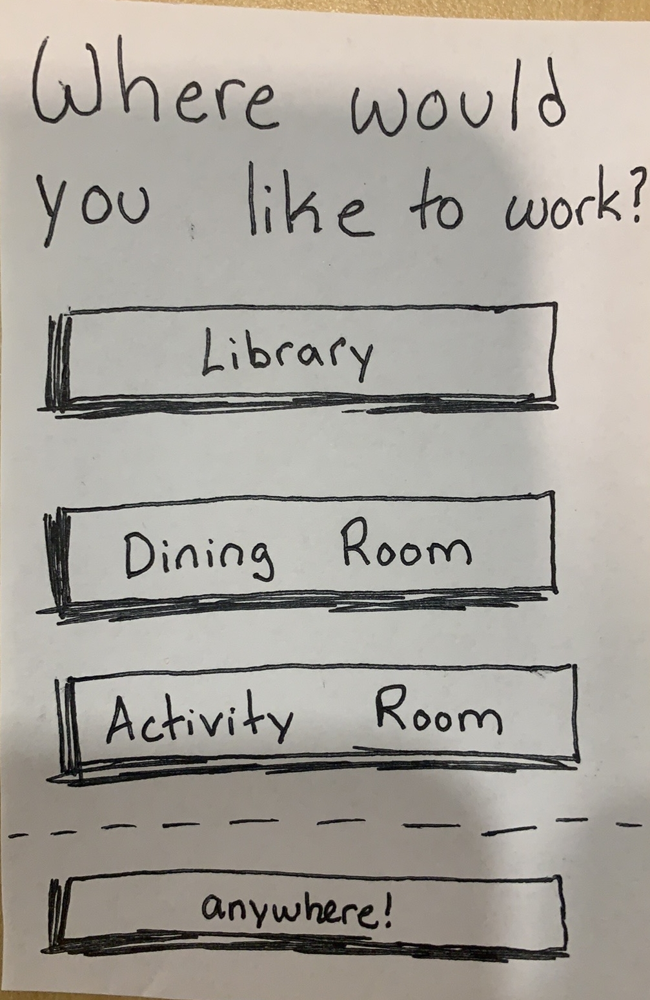 Where would
you like to work?
Library
Dining Room
Activity Room
anywhere!